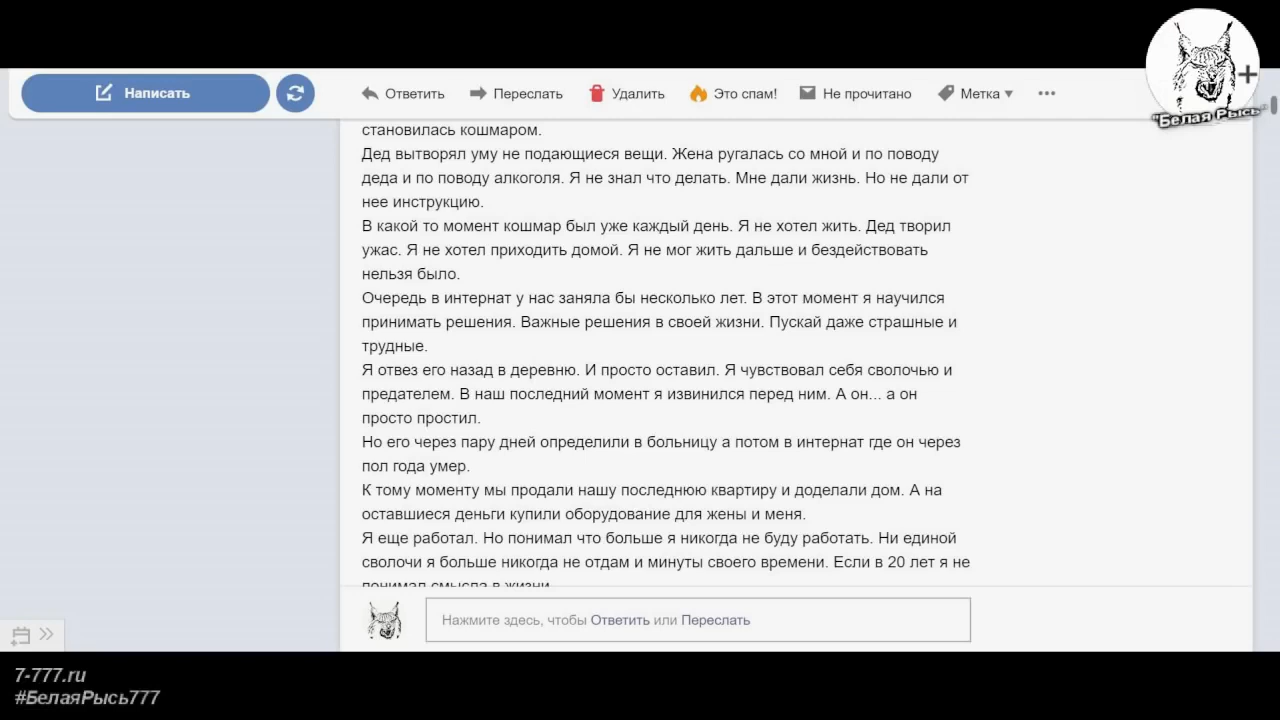 "Белая Рысь"
Написать
Ответить
Переслать
Удалить
Это спам!
Не прочитано
Метка
становилась кошмаром.
Дед вытворял уму не подающиеся вещи. Жена ругалась со мной и по поводу
деда и по поводу алкоголя. Я не знал что делать. Мне дали жизнь. Но не дали от
нее инструкцию.
В какой то момент кошмар был уже каждый день. Я не хотел жить. Дед творил
ужас. Я не хотел приходить домой. Я не мог жить дальше и бездействовать
нельзя было.
Очередь в интернат у нас заняла бы несколько лет. В этот момент я научился
принимать решения. Важные решения в своей жизни. Пускай даже страшные и
трудные.
Я отвез его назад в деревню. И просто оставил. Я чувствовал себя сволочью и
предателем. В наш последний момент я извинился перед ним. А он... а он
просто простил.
Но его через пару дней определили в больницу а потом в интернат где он через
пол года умер.
К тому моменту мы продали нашу последнюю квартиру и доделали дом. А на
оставшиеся деньги купили оборудование для жены и меня.
Я еще работал. Но понимал что больше я никогда не буду работать. Ни единой
сволочи я больше никогда не отдам и минуты своего времени. Если в 20 лет я не
понимал смысла в жизни
Нажмите здесь, чтобы Ответить или Переслать
7-777.ru
#БелаяРысь777